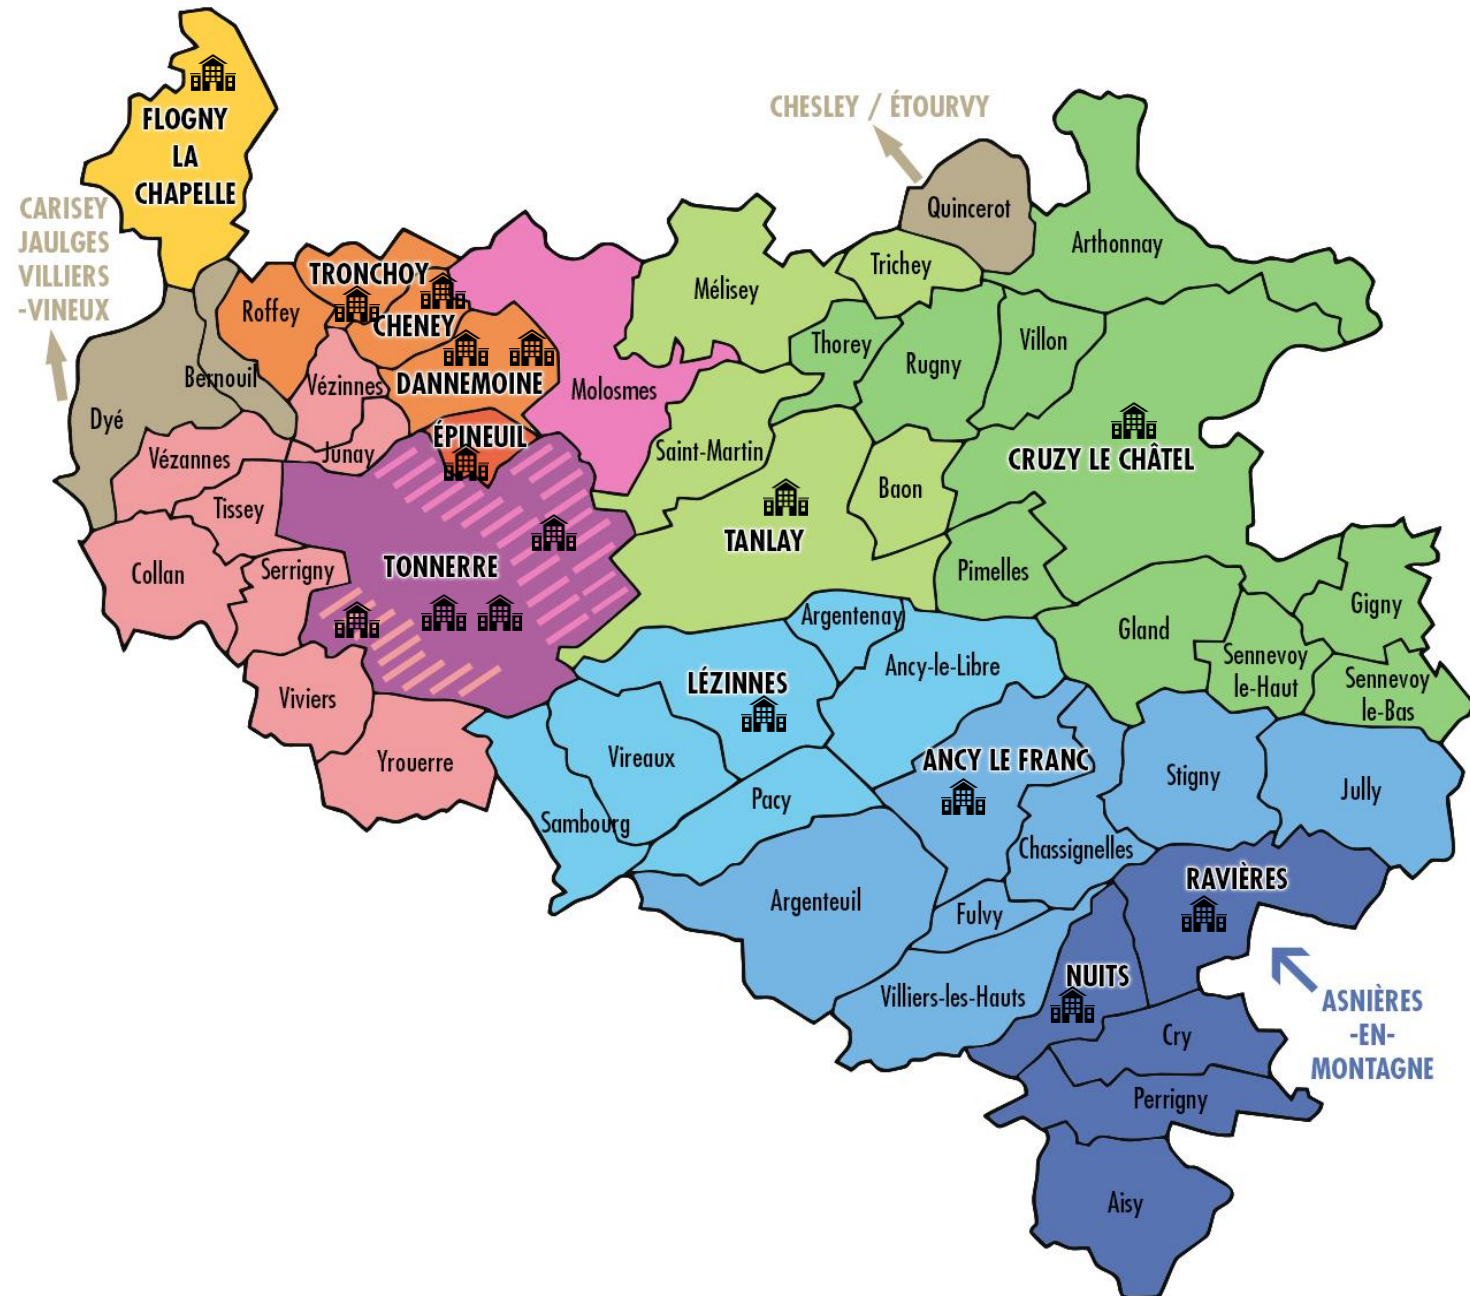 FLOGNY
LA
CHAPELLE
CHESLEY / ÉTOURVY
CARISEY
JAULGES
VILLIERS
-VINEUX
Quincerot
Arthonnay
TRONCHOY
Trichey
Mélisey
Roffey
CHENEY
Thorey
Villon
Rugny
Bernouil
Vézinnes
DANNEMOINE
Molosmes
Dyé
ÉPINEUIL
Junay
Saint-Martin
Vézannes
CRUZY LE CHÂTEL
Baon
Tissey
TANLAY
Collan
Serrigny
TONNERRE
Pimelles
Gigny
Argentenay
Gland
Ancy-le-Libre
Sennevoy
le-Haut
Sennevoy
le-Bas
LÉZINNES
Viviers
Vireaux
Yrouerre
ANCY LE FRANC
Stigny
Jully
Pacy
Sambourg
Chassignelles
RAVIÈRES
Argenteuil
Fulvy
NUITS
Villiers-les-Hauts
ASNIÈRES
-EN-
MONTAGNE
Cry
Perrigny
Aisy